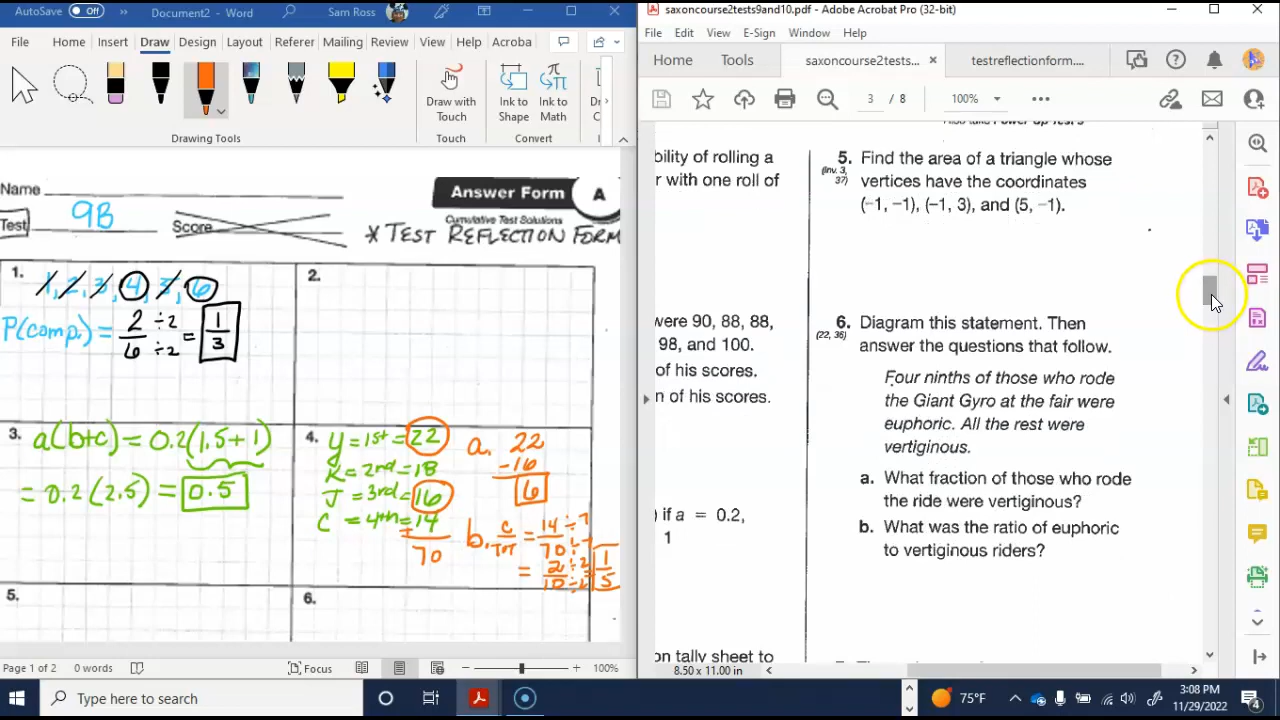 AutoSave Off Document2 - Word Sam Ross
File Home Insert Draw Design Layout Referer Mailing Review View Help Acroba
Draw with Touch
Ink to Shape
Ink to Math
Drawing Tools Touch Convert
Name
Answer Form A
Cumulative Test Solutions
Test 9B Score
* TEST REFLECTION FORM
1. 1, 2, 3, 4, 5, 6
P(comp.) = 2/6 ÷2/÷2 = 1/3
2.
3. a(b+c) = 0.2(1.5+1)
= 0.2(2.5) = 0.5
4. Y = 1st = 22
K = 2nd = 18
J = 3rd = 16
C = 4th = 14
+
70
a. 22
-16
6
b. C/TOT = 14/70 ÷7/÷7
= 2/10 ÷2/÷2 = 1/5
5.
6.
Page 1 of 2 0 words Focus 100%
saxoncourse2tests9and10.pdf - Adobe Acrobat Pro (32-bit)
File Edit View E-Sign Window Help
Home Tools saxoncourse2tests... × testreflectionform....
3 / 8 100%
bility of rolling a
r with one roll of
were 90, 88, 88,
98, and 100.
of his scores.
n of his scores.
) if a = 0.2,
1
on tally sheet to
5. Find the area of a triangle whose
(Inv. 3, 37)
vertices have the coordinates
(−1, −1), (−1, 3), and (5, −1).
6. Diagram this statement. Then
(22, 36)
answer the questions that follow.
Four ninths of those who rode
the Giant Gyro at the fair were
euphoric. All the rest were
vertiginous.
a. What fraction of those who rode
the ride were vertiginous?
b. What was the ratio of euphoric
to vertiginous riders?
8.50 x 11.00 in
Type here to search
75°F
3:08 PM
11/29/2022
4